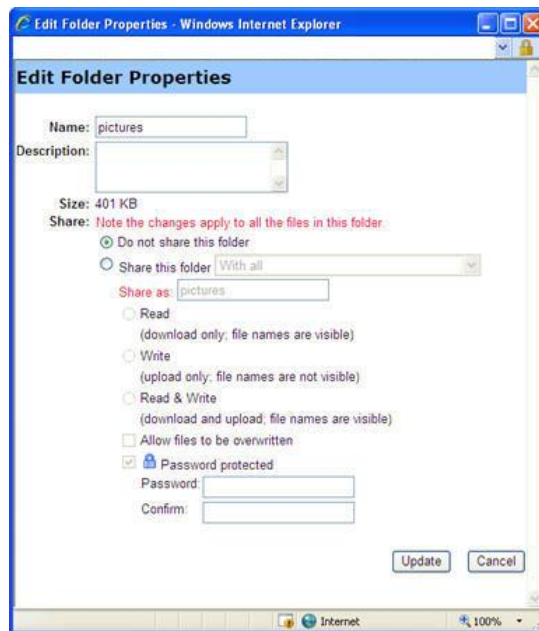 Edit Folder Properties - Windows Internet Explorer
Edit Folder Properties
Name: pictures
Description:
Size: 401 KB
Share: Note the changes apply to all the files in this folder
Do not share this folder
Share this folder With all
Share as: pictures
Read
(download only; file names are visible)
Write
(upload only; file names are not visible)
Read & Write
(download and upload; file names are visible)
Allow files to be overwritten
Password protected
Password:
Confirm:
Update Cancel
Internet 100%